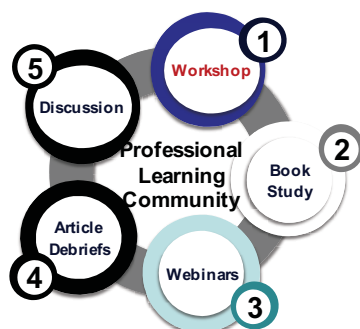 1
Workshop
2
Book
Study
3
Webinars
4
Article
Debriefs
5
Discussion
Professional
Learning
Community